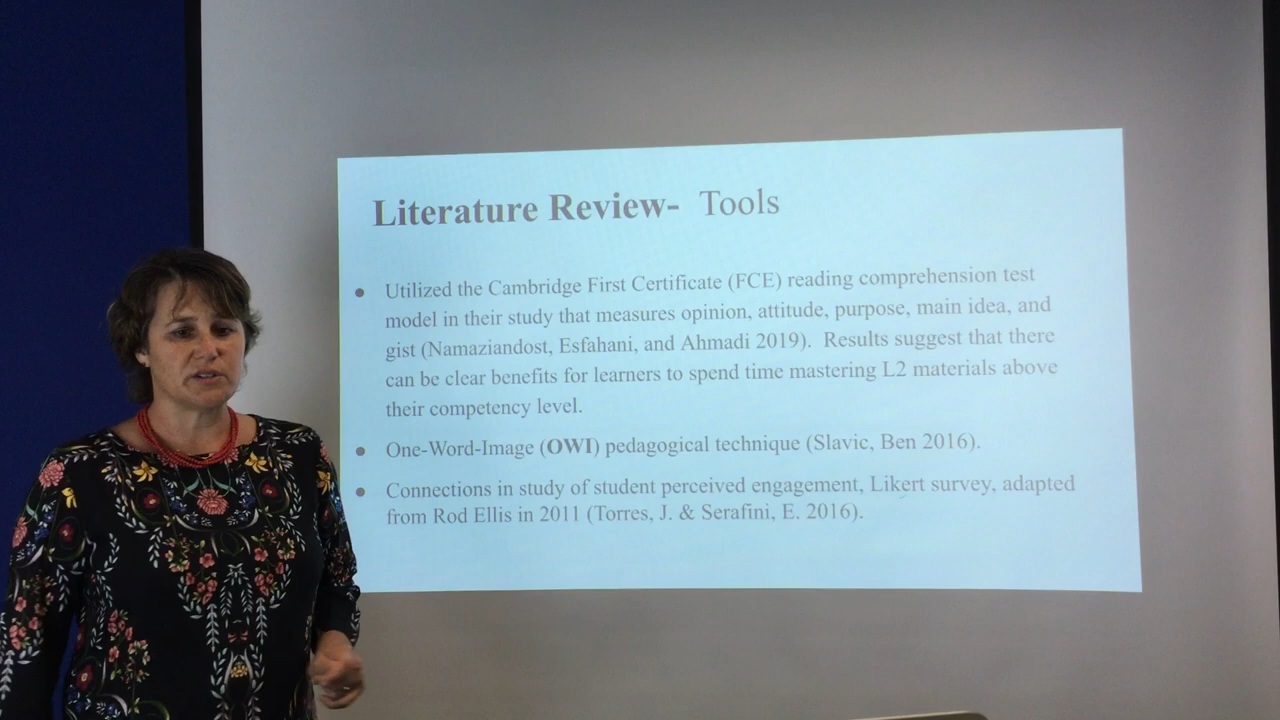 Literature Review- Tools
● Utilized the Cambridge First Certificate (FCE) reading comprehension test
model in their study that measures opinion, attitude, purpose, main idea, and
gist (Namaziandost, Esfahani, and Ahmadi 2019). Results suggest that there
can be clear benefits for learners to spend time mastering L2 materials above
their competency level.
● One-Word-Image (OWI) pedagogical technique (Slavic, Ben 2016).
● Connections in study of student perceived engagement, Likert survey, adapted
from Rod Ellis in 2011 (Torres, J. & Serafini, E. 2016).